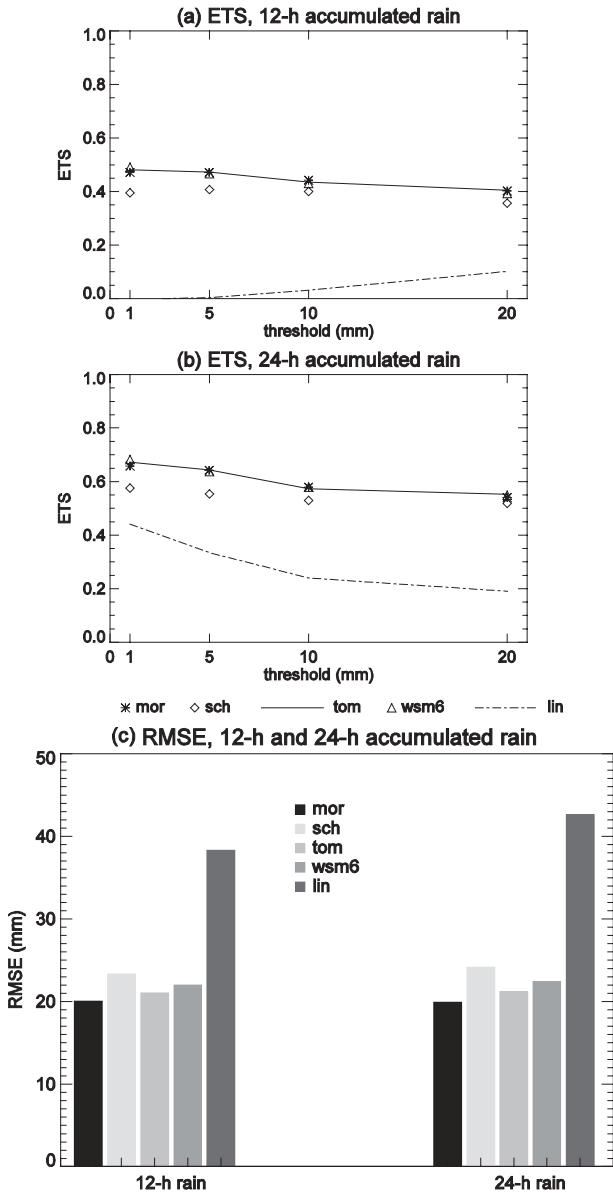 (a) ETS, 12-h accumulated rain
1.0
0.8
0.6
0.4
0.2
0.0
ETS
0 1 5 10 20
threshold (mm)
(b) ETS, 24-h accumulated rain
1.0
0.8
0.6
0.4
0.2
0.0
ETS
0 1 5 10 20
threshold (mm)
mor sch tom wsm6 lin
(c) RMSE, 12-h and 24-h accumulated rain
50
40
30
20
10
0
RMSE (mm)
mor
sch
tom
wsm6
lin
12-h rain 24-h rain